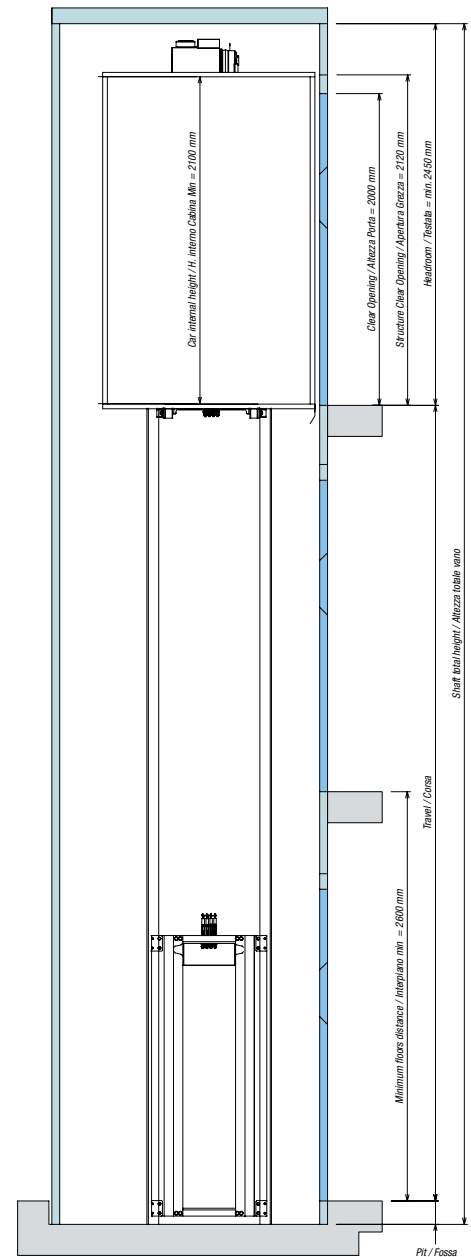 Car internal height / H. interno Cabina Min = 2100 mm
Clear Opening / Altezza Porta = 2000 mm
Structure Clear Opening / Apertura Grezza = 2120 mm
Headroom / Testata = min. 2450 mm
Shaft total height / Altezza totale vano
Travel / Corsa
Minimum floors distance / Interpiano min = 2600 mm
Pit / Fossa